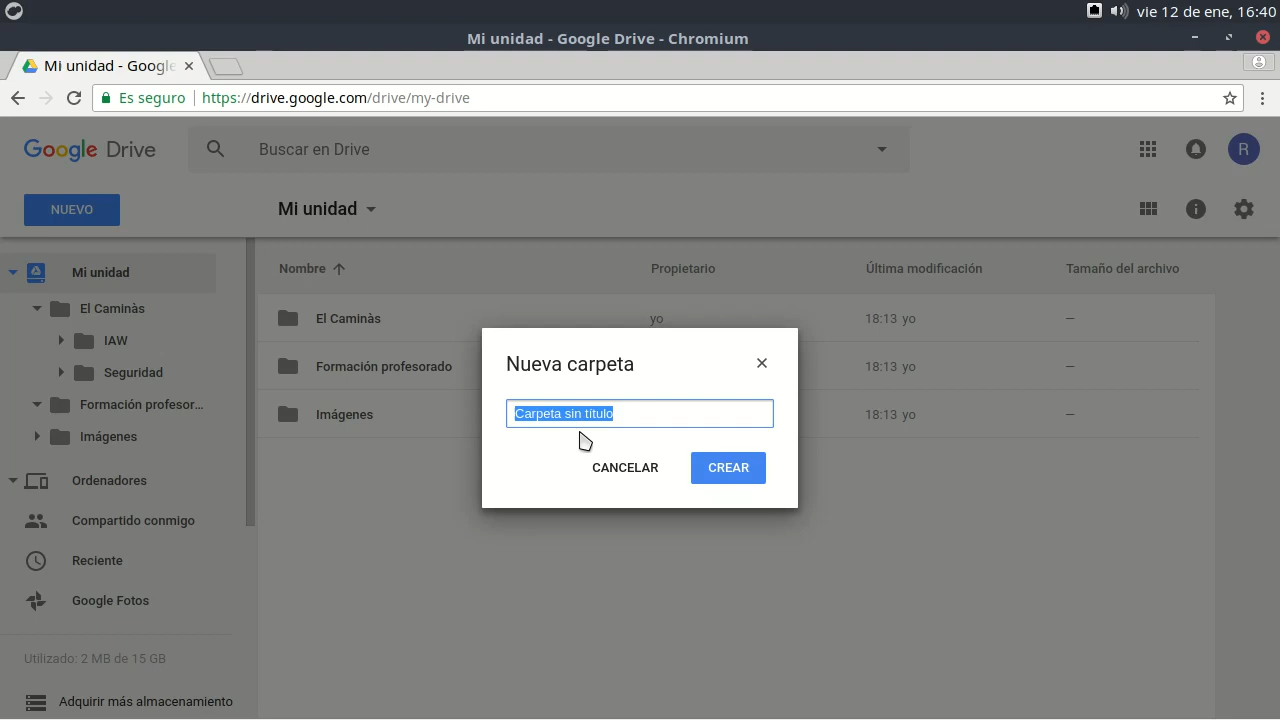 vie 12 de ene, 16:40
Mi unidad - Google Drive - Chromium
Mi unidad - Google
Es seguro https://drive.google.com/drive/my-drive
Google Drive
Buscar en Drive
R
NUEVO
Mi unidad
Mi unidad
El Caminàs
IAW
Seguridad
Formación profesor...
Imágenes
Ordenadores
Compartido conmigo
Reciente
Google Fotos
Utilizado: 2 MB de 15 GB
Adquirir más almacenamiento
Nombre Propietario Última modificación Tamaño del archivo
El Caminàs yo 18:13 yo —
Formación profesorado 18:13 yo —
Imágenes 18:13 yo —
Nueva carpeta
Carpeta sin título
CANCELAR CREAR